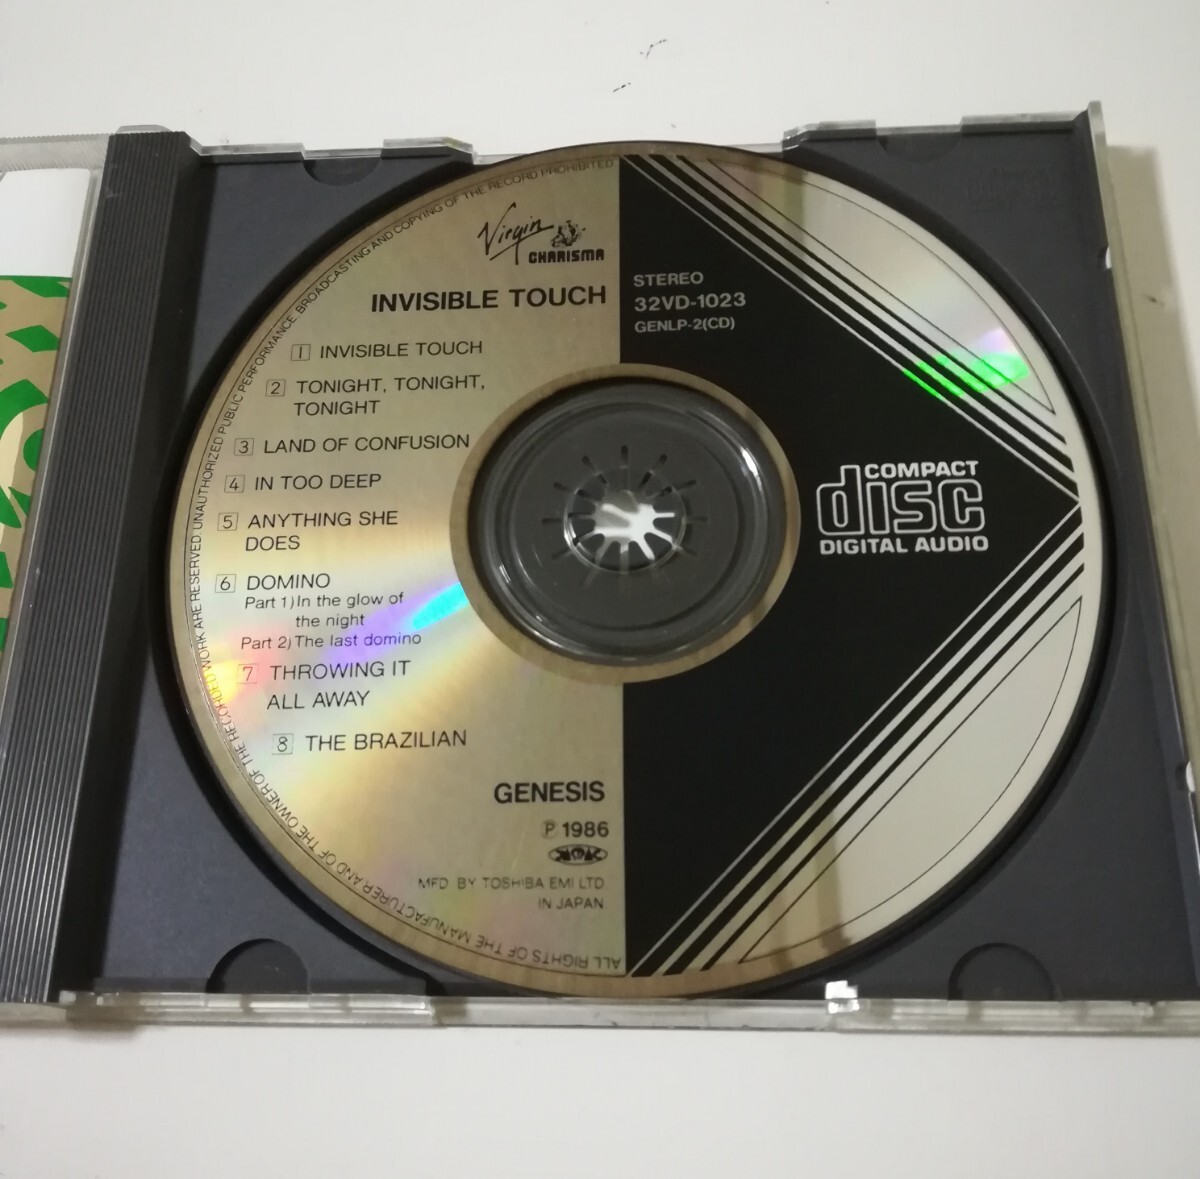 Virgin
CHARISMA
INVISIBLE TOUCH
1 INVISIBLE TOUCH
2 TONIGHT, TONIGHT,
TONIGHT
3 LAND OF CONFUSION
4 IN TOO DEEP
5 ANYTHING SHE
DOES
6 DOMINO
Part 1) In the glow of
the night
Part 2) The last domino
7 THROWING IT
ALL AWAY
8 THE BRAZILIAN
GENESIS
Ⓟ 1986
MFD BY TOSHIBA EMI LTD
IN JAPAN
STEREO
32VD-1023
GENLP-2(CD)
COMPACT
disc
DIGITAL AUDIO
ALL RIGHTS OF THE MANUFACTURER AND OF THE OWNER OF THE RECORDED WORK ARE RESERVED. UNAUTHORIZED PUBLIC PERFORMANCE, BROADCASTING AND COPYING OF THE RECORD PROHIBITED